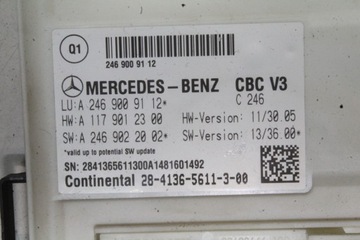 Q1
246 900 91 12
MERCEDES-BENZ CBC V3
LU:A 246 900 9112* C 246
HW:A 117 901 23 00 HW-Version: 11/30.05
SW:A 246 902 20 02* SW-Version: 13/36.00*
*valid up to potential SW update
SN: 2841365611300A1481601492
Continental 28-4136-5611-3-00